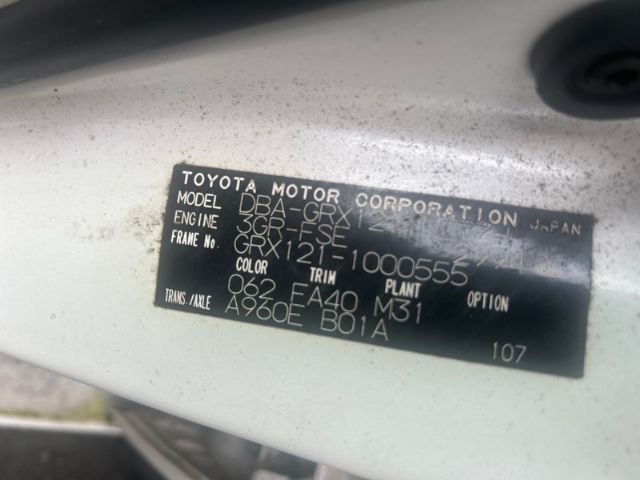 TOYOTA MOTOR CORPORATION JAPAN
MODEL DBA-GRX121
ENGINE 3GR-FSE
FRAME No. GRX121-1000555
COLOR TRIM PLANT OPTION
062 EA40 M31
TRANS./AXLE A960E B01A
107